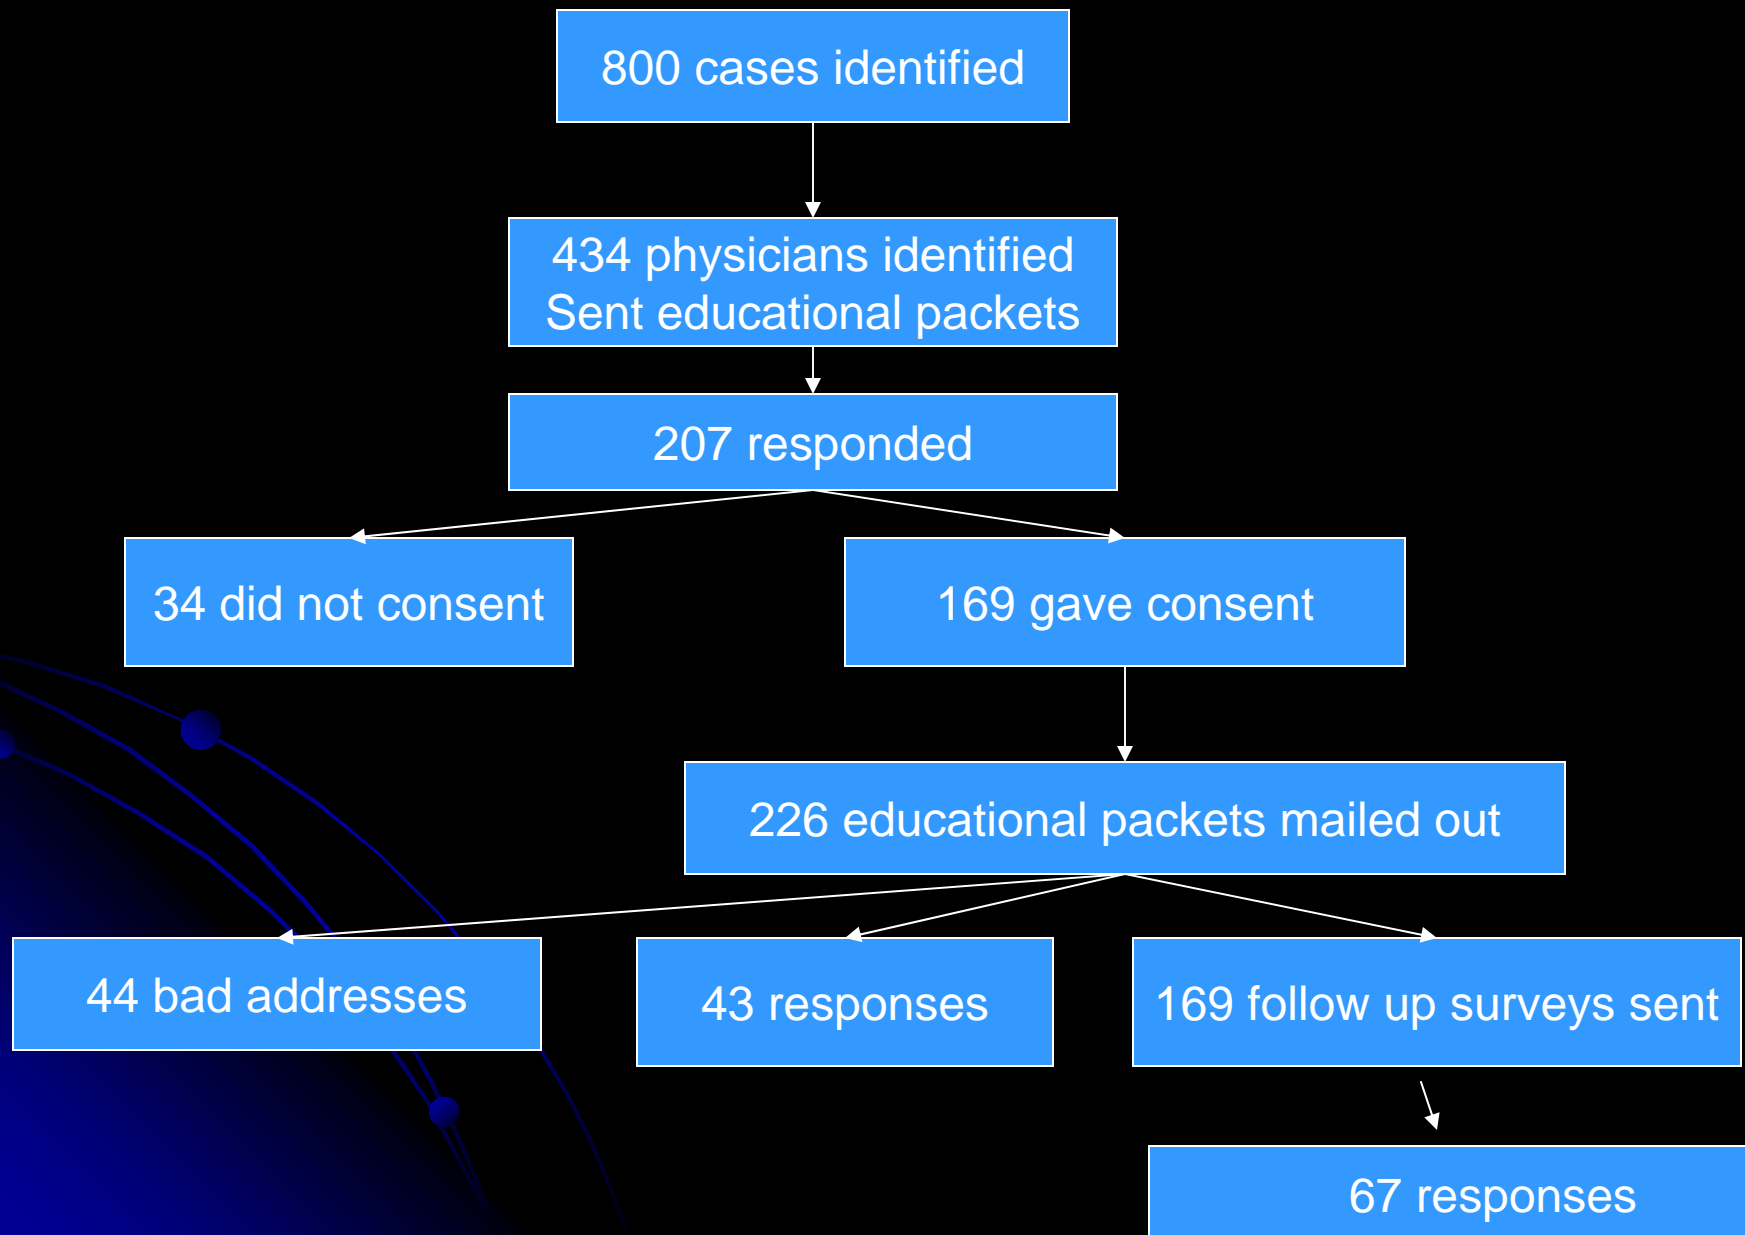 800 cases identified
434 physicians identified
Sent educational packets
207 responded
34 did not consent
169 gave consent
226 educational packets mailed out
44 bad addresses
43 responses
169 follow up surveys sent
67 responses